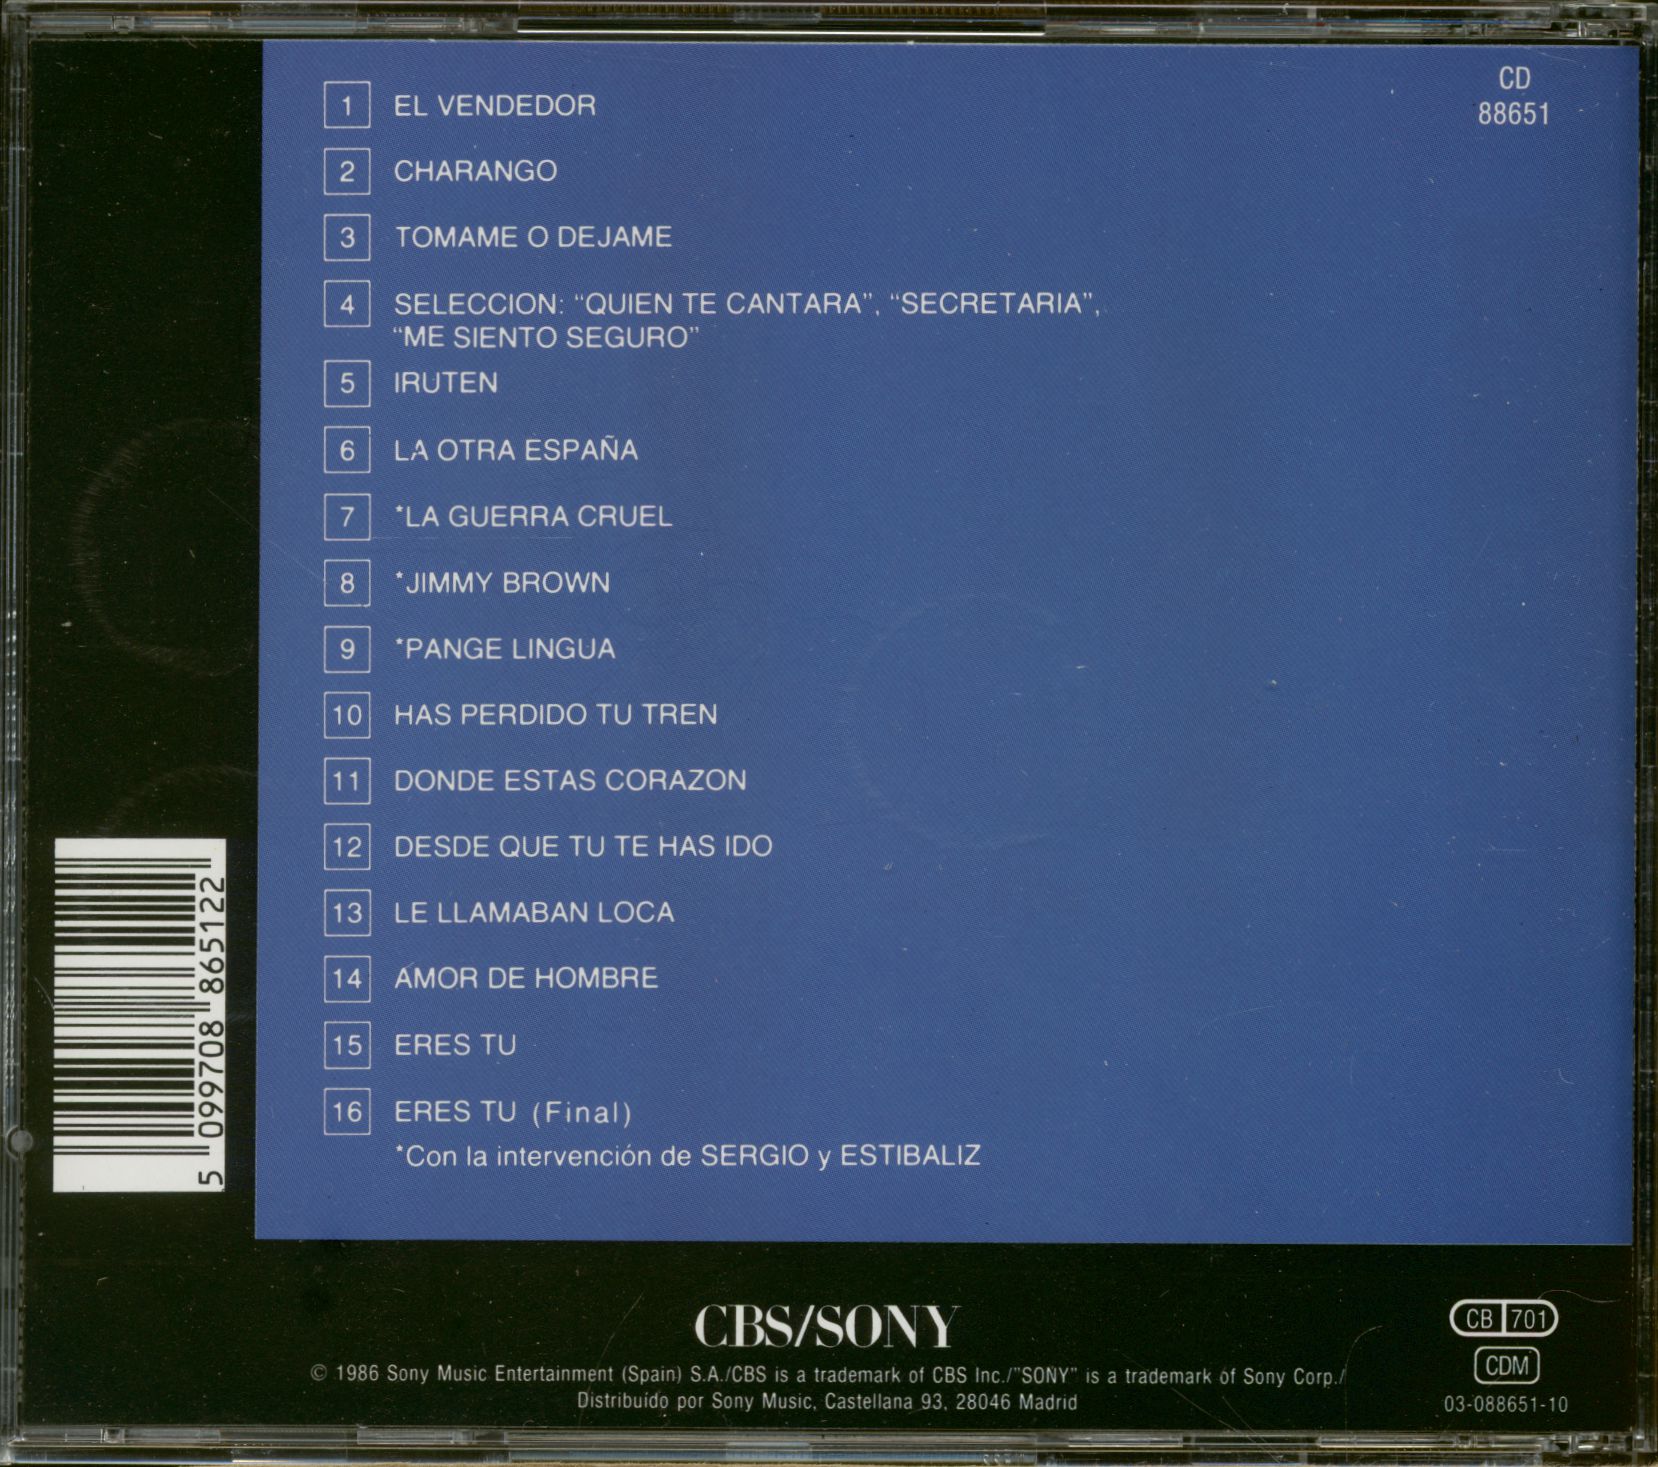 CD
88651
1 EL VENDEDOR
2 CHARANGO
3 TOMAME O DEJAME
4 SELECCION: “QUIEN TE CANTARA”, “SECRETARIA”,
“ME SIENTO SEGURO”
5 IRUTEN
6 LA OTRA ESPAÑA
7 *LA GUERRA CRUEL
8 *JIMMY BROWN
9 *PANGE LINGUA
10 HAS PERDIDO TU TREN
11 DONDE ESTAS CORAZON
12 DESDE QUE TU TE HAS IDO
13 LE LLAMABAN LOCA
14 AMOR DE HOMBRE
15 ERES TU
16 ERES TU (Final)
*Con la intervención de SERGIO y ESTIBALIZ
5 099708 865122
CBS/SONY
© 1986 Sony Music Entertainment (Spain) S.A./CBS is a trademark of CBS Inc./"SONY" is a trademark of Sony Corp./
Distribuido por Sony Music, Castellana 93, 28046 Madrid
CB 701
CDM
03-088651-10